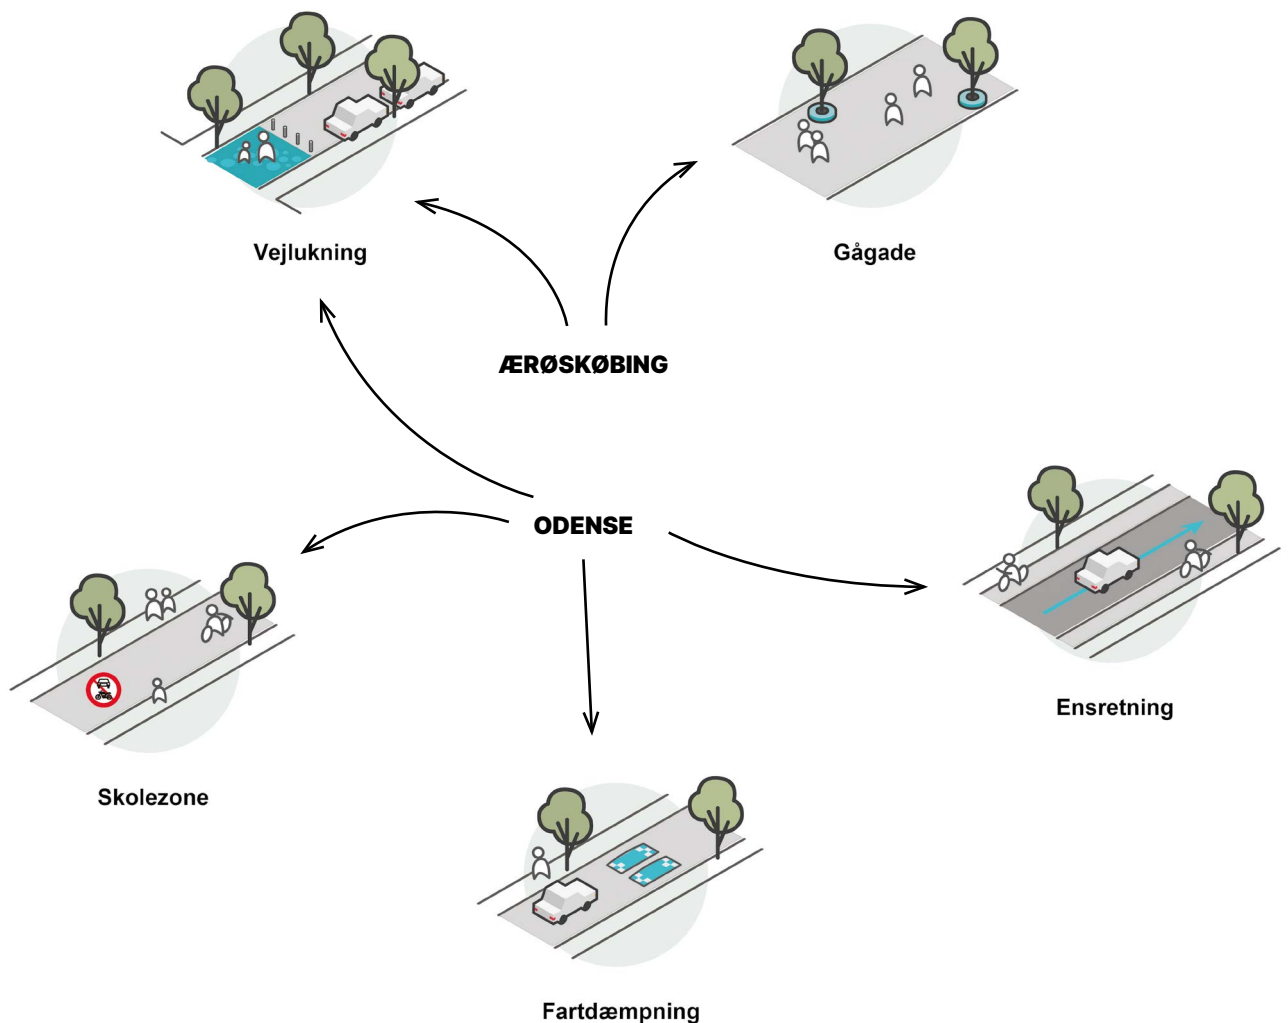 Vejlukning
Gågade
ÆRØSKØBING
ODENSE
Ensretning
Skolezone
Fartdæmpning